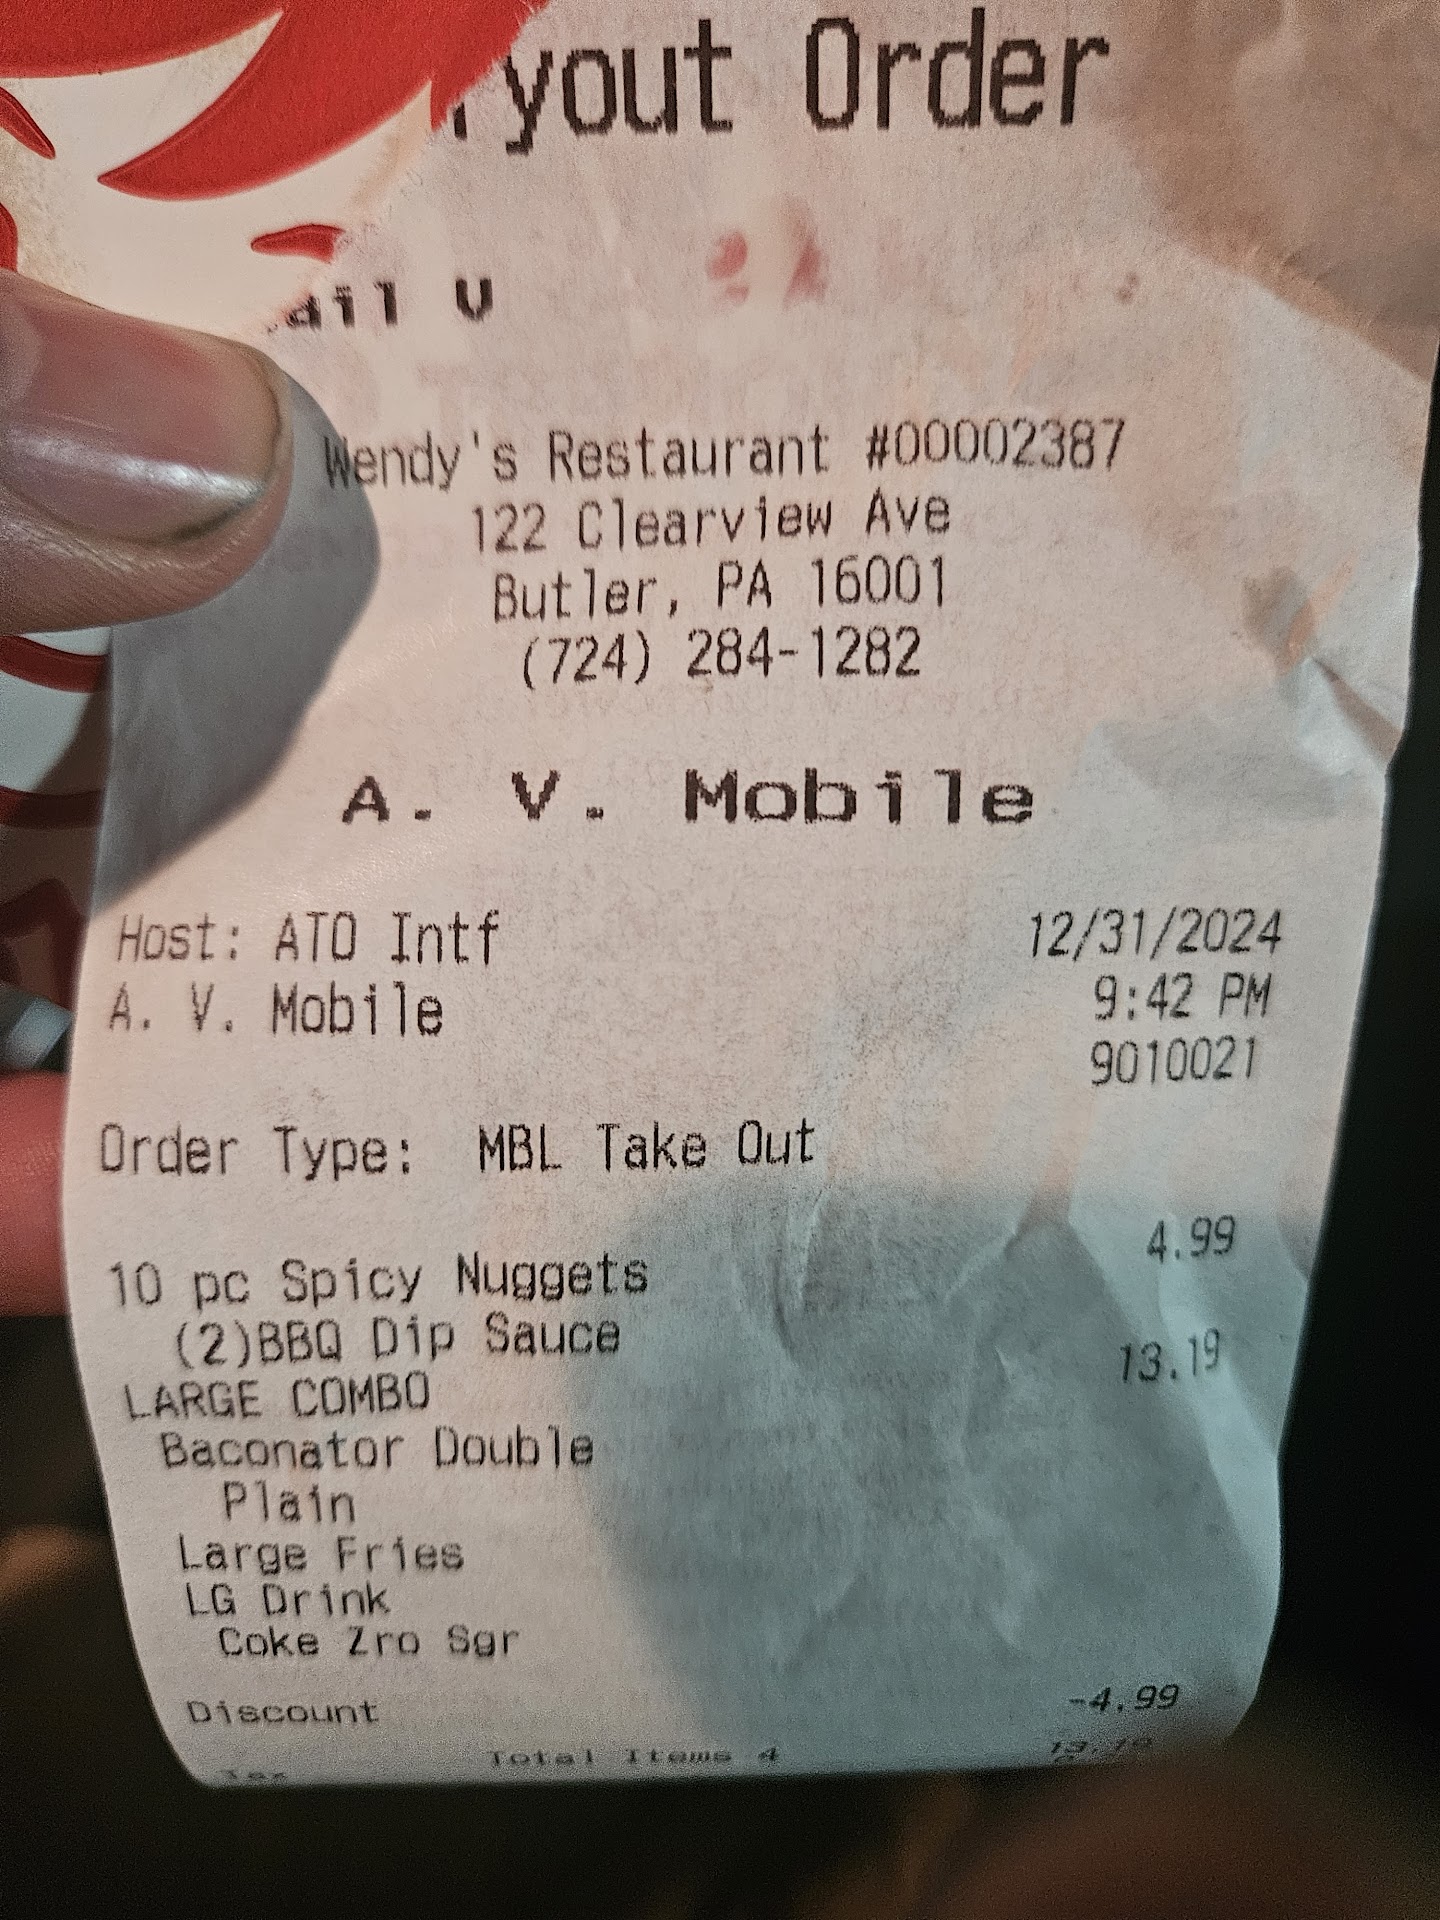 yout Order
ail V
Wendy's Restaurant #00002387
122 Clearview Ave
Butler, PA 16001
(724) 284-1282
A. V. Mobile
Host: ATO Intf 12/31/2024
A. V. Mobile 9:42 PM
9010021
Order Type: MBL Take Out
10 pc Spicy Nuggets 4.99
(2)BBQ Dip Sauce
LARGE COMBO 13.19
Baconator Double
Plain
Large Fries
LG Drink
Coke Zro Sgr
Discount -4.99
Total Items 4
Tax